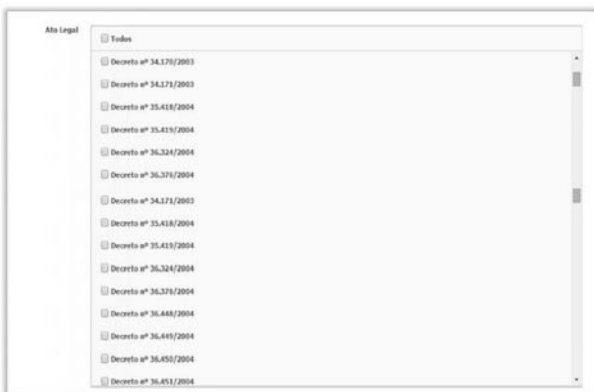 Ato Legal
Todos
Decreto nº 34.170/2003
Decreto nº 34.171/2003
Decreto nº 35.418/2004
Decreto nº 35.419/2004
Decreto nº 36.324/2004
Decreto nº 36.376/2004
Decreto nº 34.171/2003
Decreto nº 35.418/2004
Decreto nº 35.419/2004
Decreto nº 36.324/2004
Decreto nº 36.376/2004
Decreto nº 36.448/2004
Decreto nº 36.449/2004
Decreto nº 36.450/2004
Decreto nº 36.451/2004